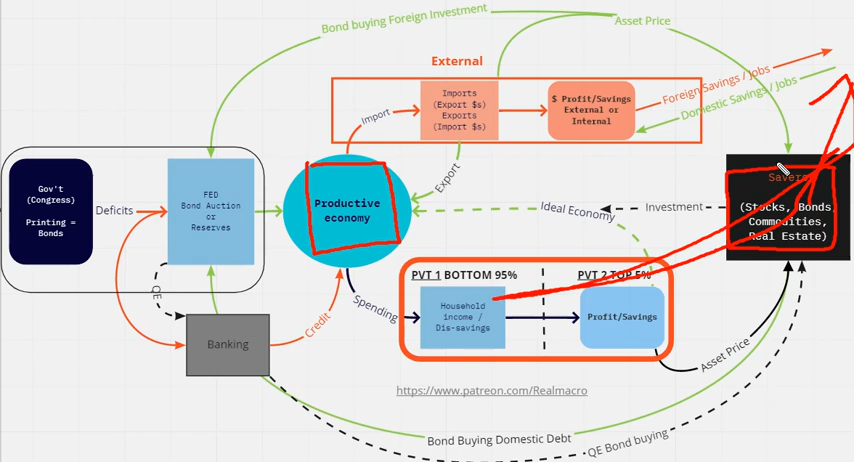 Bond buying Foreign Investment
Asset Price
External
Foreign Savings / Jobs
Domestic Savings / Jobs
Import
Imports
(Export $s)
Exports
(Import $s)
$ Profit/Savings
External or
Internal
Export
Gov't
(Congress)
Printing =
Bonds
Deficits
FED
Bond Auction
or
Reserves
Productive
economy
Ideal Economy
Investment
Savers
(Stocks, Bonds,
Commodities,
Real Estate)
PVT 1 BOTTOM 95%
PVT 2 TOP 5%
Household
income /
Dis-savings
Profit/Savings
Spending
QE
Banking
Credit
Asset Price
https://www.patreon.com/Realmacro
Bond Buying Domestic Debt
QE Bond buying